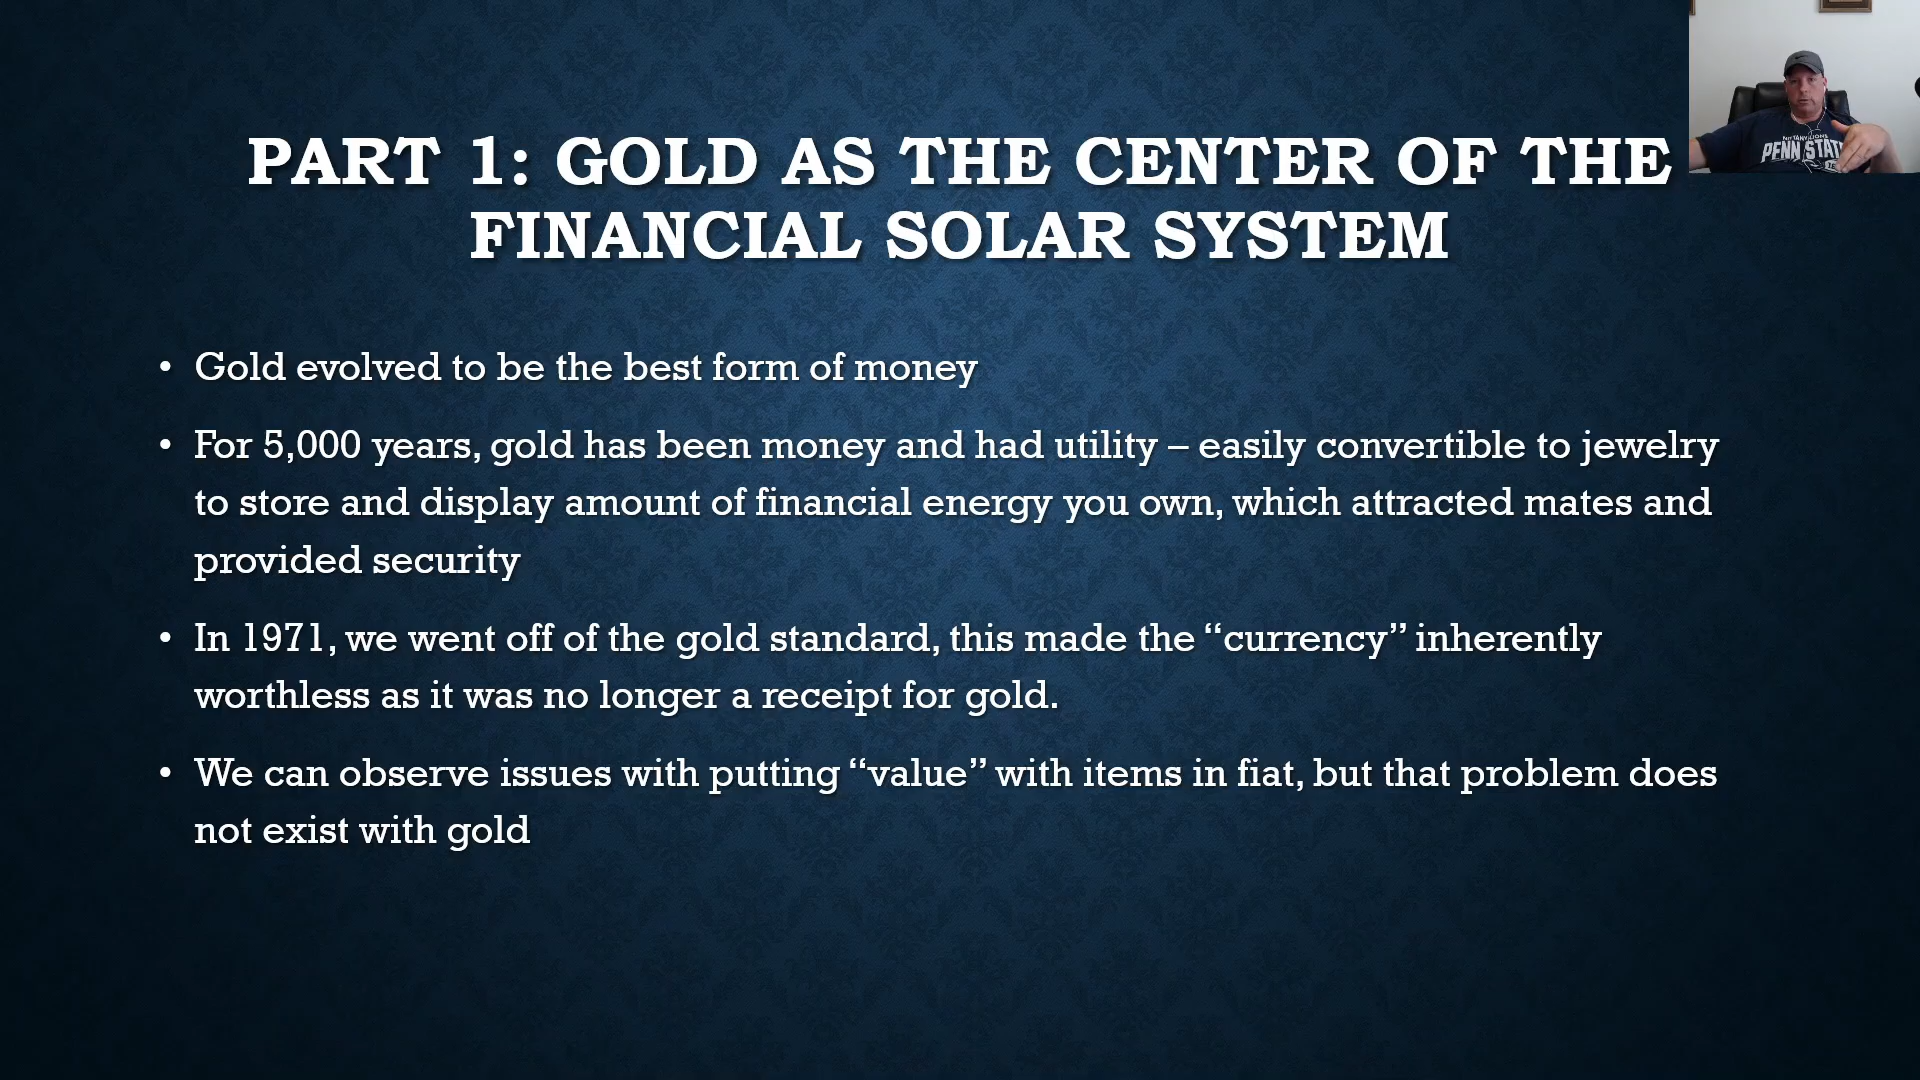 PART 1: GOLD AS THE CENTER OF THE
FINANCIAL SOLAR SYSTEM
• Gold evolved to be the best form of money
• For 5,000 years, gold has been money and had utility – easily convertible to jewelry
to store and display amount of financial energy you own, which attracted mates and
provided security
• In 1971, we went off of the gold standard, this made the “currency” inherently
worthless as it was no longer a receipt for gold.
• We can observe issues with putting “value” with items in fiat, but that problem does
not exist with gold
NITTANY LIONS
PENN STATE